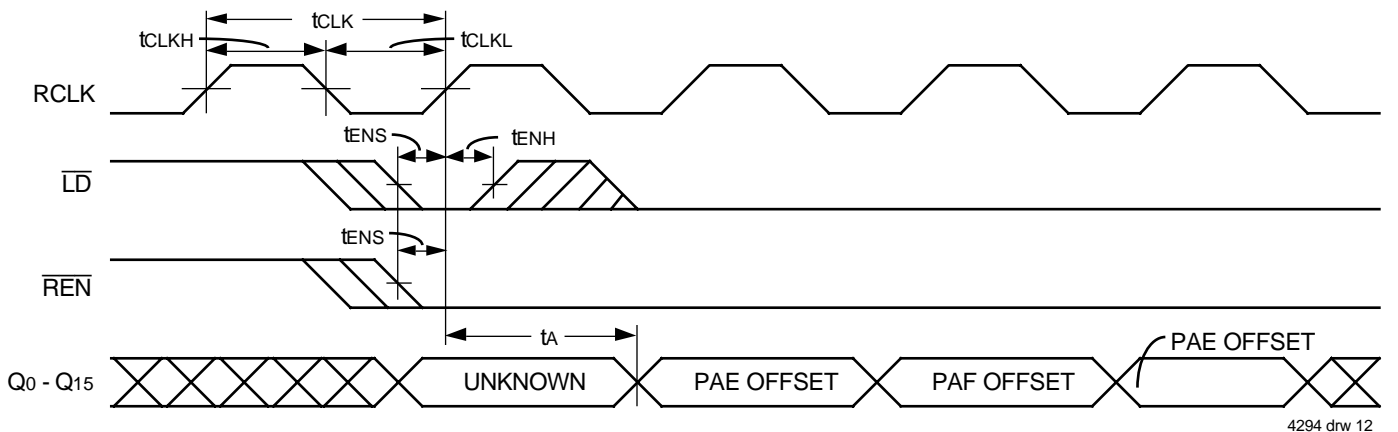 tCLK
tCLKH
tCLKL
RCLK
tENS
tENH
LD
tENS
REN
tA
PAE OFFSET
Q0 - Q15
UNKNOWN
PAE OFFSET
PAF OFFSET
4294 drw 12